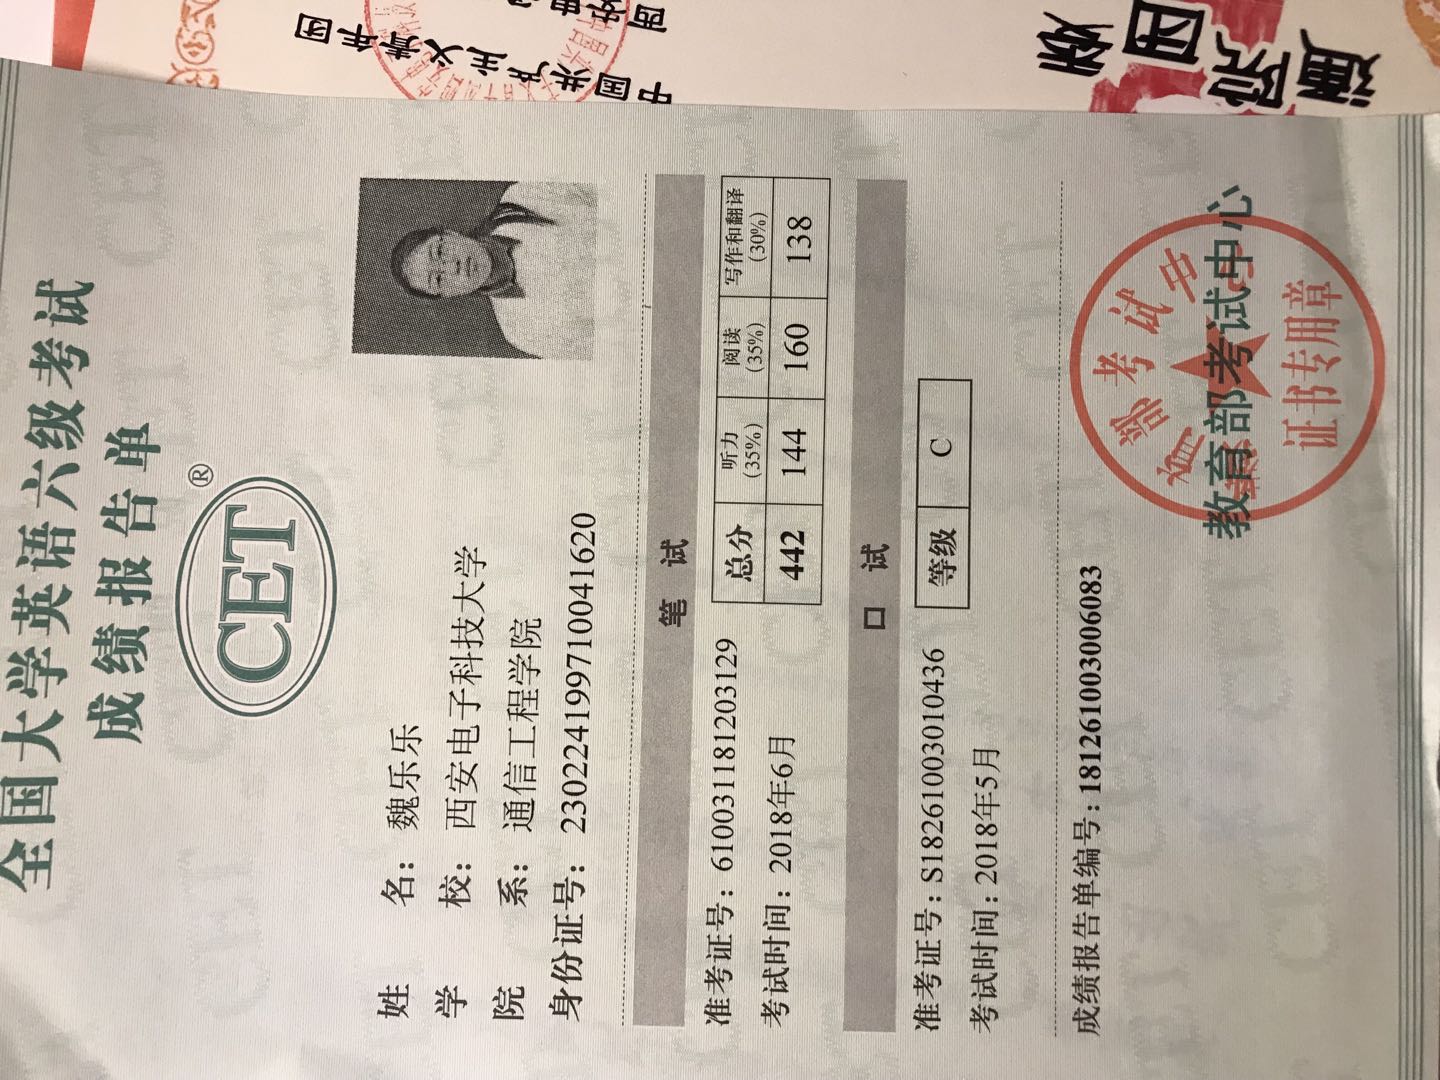 全国大学英语六级考试
成绩报告单
CET®
姓名：魏乐乐
学校：西安电子科技大学
院系：通信工程学院
身份证号：230224199710041620
笔 试
准考证号：610031181203129
考试时间：2018年6月
总分 听力（35%） 阅读（35%） 写作和翻译（30%）
442 144 160 138
口 试
准考证号：S18261003010436
考试时间：2018年5月
等级 C
成绩报告单编号：181261003006083
教育部考试中心
教育部考试中心
证书专用章
中国共产主义青年团
西安电子
通院团委